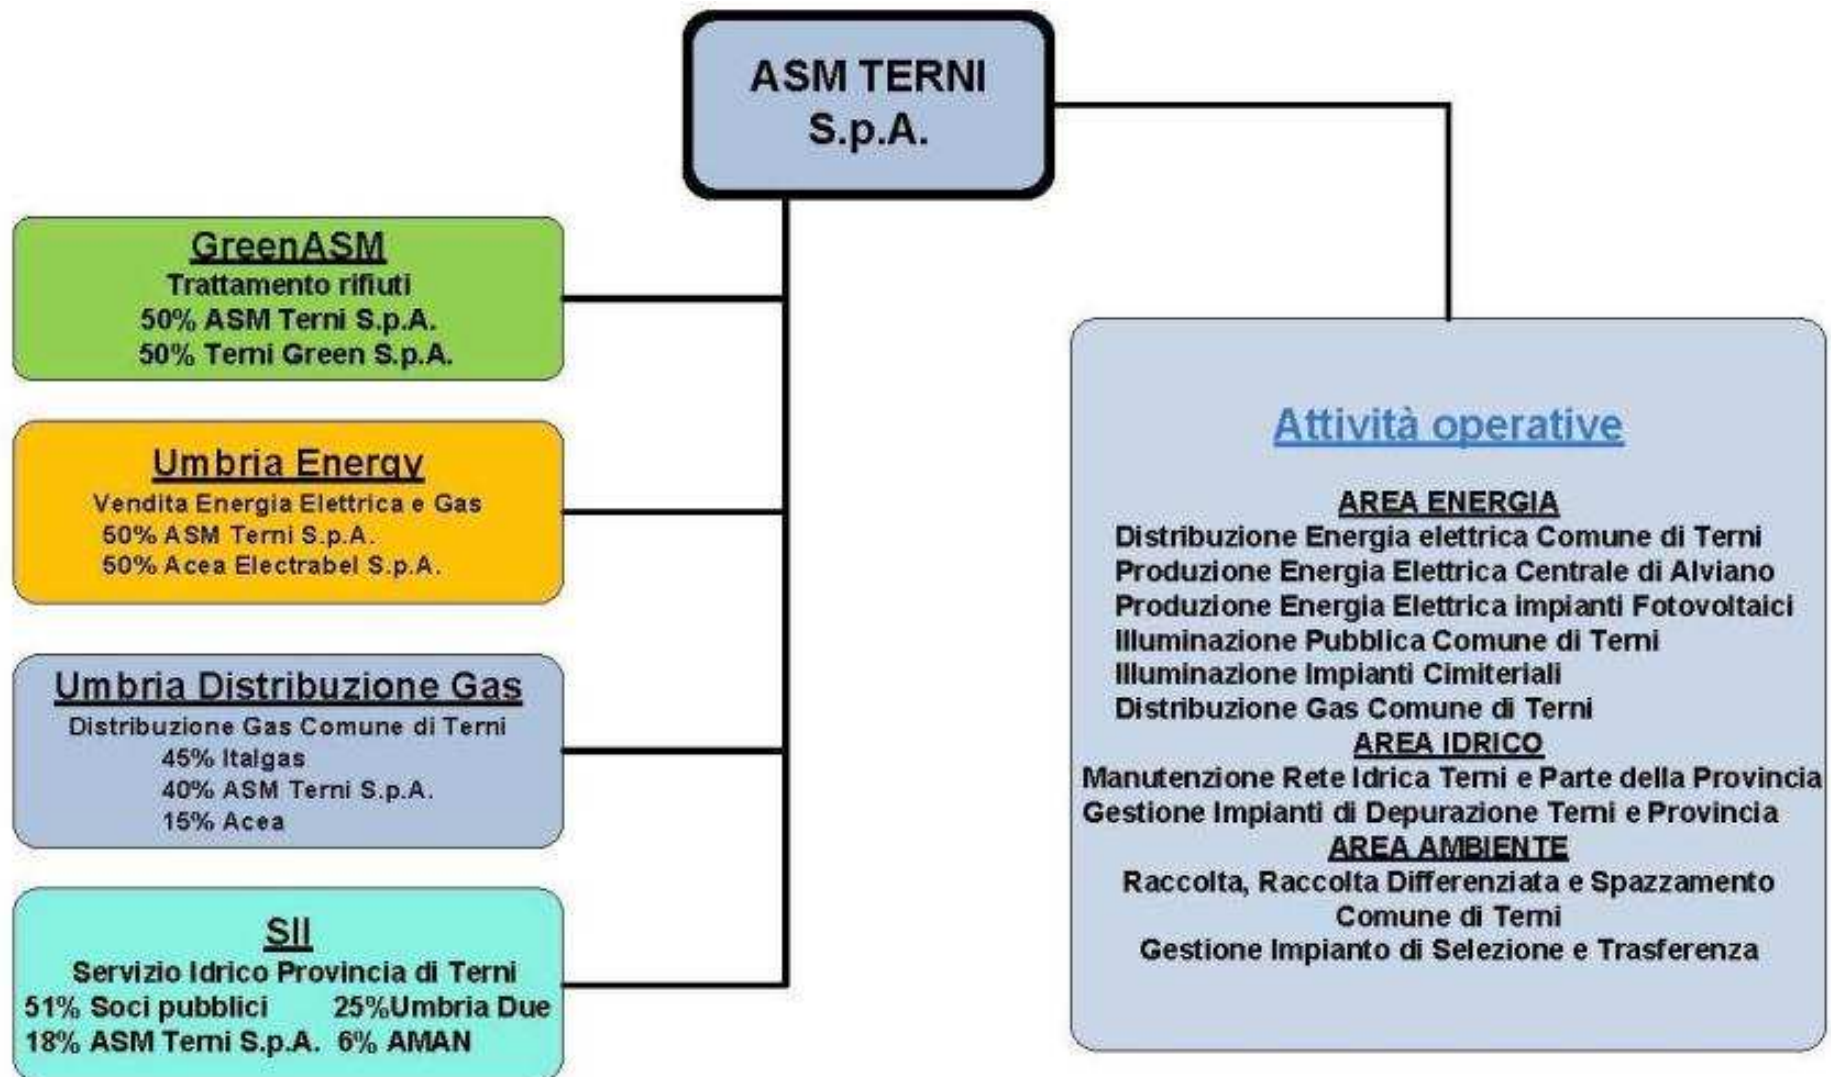 ASM TERNI
S.p.A.
GreenASM
Trattamento rifiuti
50% ASM Terni S.p.A.
50% Terni Green S.p.A.
Umbria Energy
Vendita Energia Elettrica e Gas
50% ASM Terni S.p.A.
50% Acea Electrabel S.p.A.
Umbria Distribuzione Gas
Distribuzione Gas Comune di Terni
45% Italgas
40% ASM Terni S.p.A.
15% Acea
SII
Servizio Idrico Provincia di Terni
51% Soci pubblici 25%Umbria Due
18% ASM Terni S.p.A. 6% AMAN
Attività operative
AREA ENERGIA
Distribuzione Energia elettrica Comune di Terni
Produzione Energia Elettrica Centrale di Alviano
Produzione Energia Elettrica impianti Fotovoltaici
Illuminazione Pubblica Comune di Terni
Illuminazione Impianti Cimiteriali
Distribuzione Gas Comune di Terni
AREA IDRICO
Manutenzione Rete Idrica Terni e Parte della Provincia
Gestione Impianti di Depurazione Terni e Provincia
AREA AMBIENTE
Raccolta, Raccolta Differenziata e Spazzamento
Comune di Terni
Gestione Impianto di Selezione e Trasferenza